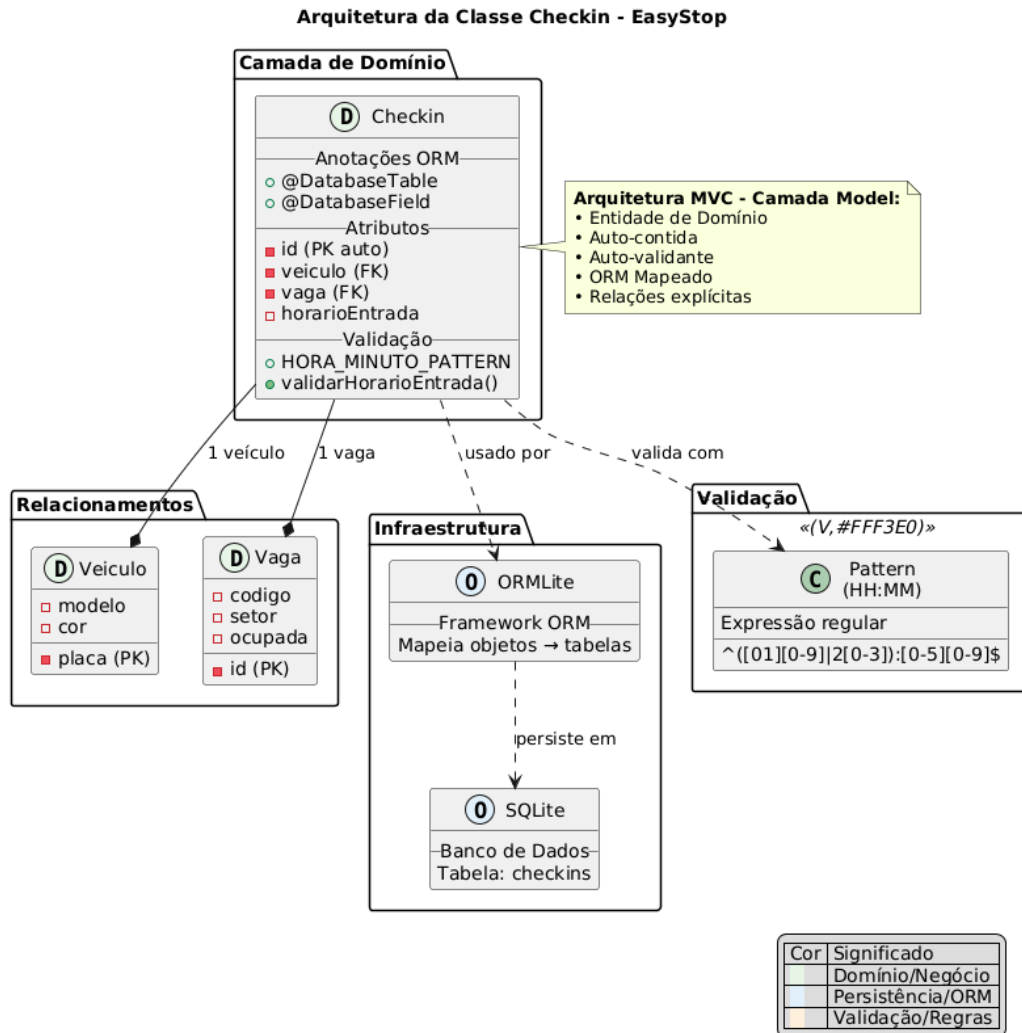 Arquitetura da Classe Checkin - EasyStop
Camada de Domínio
D Checkin
Anotações ORM
@DatabaseTable
@DatabaseField
Atributos
id (PK auto)
veiculo (FK)
vaga (FK)
horarioEntrada
Validação
HORA_MINUTO_PATTERN
validarHorarioEntrada()
Arquitetura MVC - Camada Model:
• Entidade de Domínio
• Auto-contida
• Auto-validante
• ORM Mapeado
• Relações explícitas
1 veículo
1 vaga
usado por
valida com
Relacionamentos
D Veiculo
modelo
cor
placa (PK)
D Vaga
codigo
setor
ocupada
id (PK)
Infraestrutura
O ORMLite
Framework ORM
Mapeia objetos → tabelas
persiste em
O SQLite
Banco de Dados
Tabela: checkins
Validação
«(V,#FFF3E0)»
C Pattern
(HH:MM)
Expressão regular
^([01][0-9]|2[0-3]):[0-5][0-9]$
Cor Significado
Domínio/Negócio
Persistência/ORM
Validação/Regras